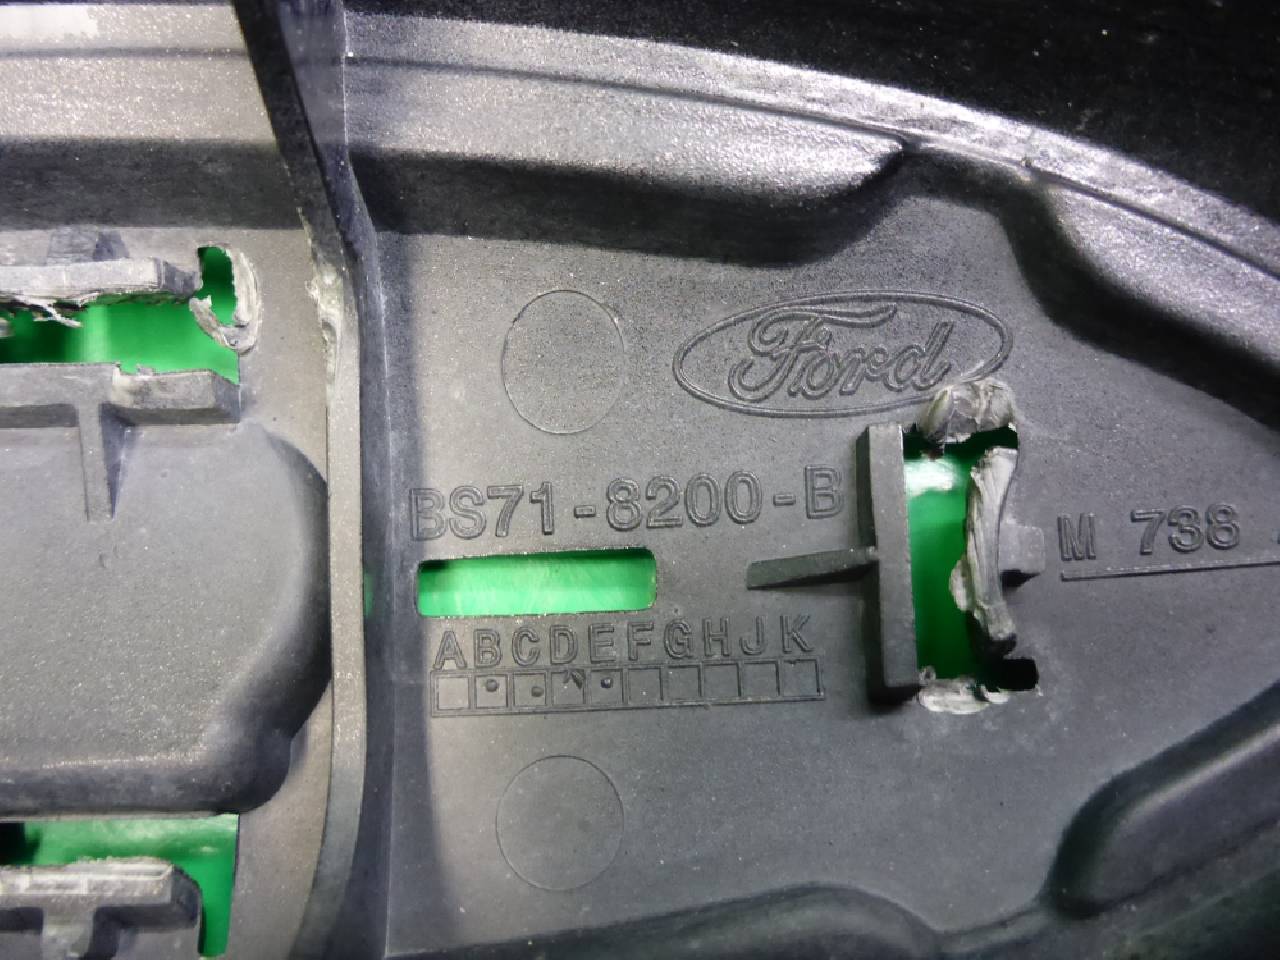 Ford
BS71-8200-B
M 738
ABCDEFGHJK